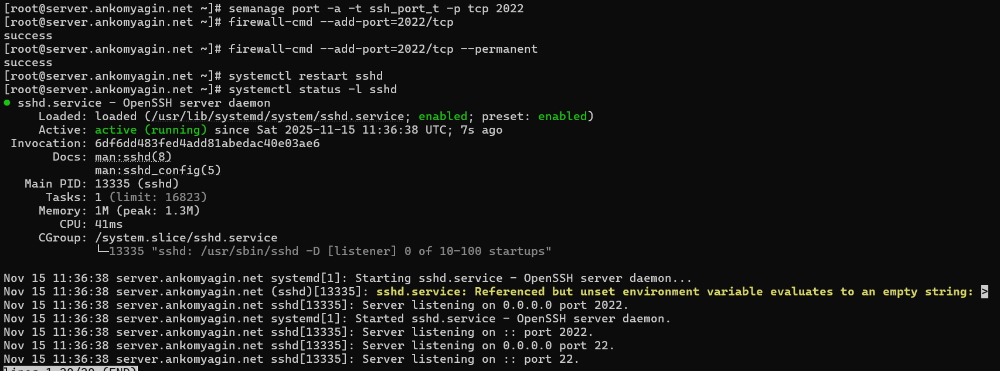 [root@server.ankomyagin.net ~]# semanage port -a -t ssh_port_t -p tcp 2022
[root@server.ankomyagin.net ~]# firewall-cmd --add-port=2022/tcp
success
[root@server.ankomyagin.net ~]# firewall-cmd --add-port=2022/tcp --permanent
success
[root@server.ankomyagin.net ~]# systemctl restart sshd
[root@server.ankomyagin.net ~]# systemctl status -l sshd
● sshd.service - OpenSSH server daemon
     Loaded: loaded (/usr/lib/systemd/system/sshd.service; enabled; preset: enabled)
     Active: active (running) since Sat 2025-11-15 11:36:38 UTC; 7s ago
 Invocation: 6df6dd483fed4add81abedac40e03ae6
       Docs: man:sshd(8)
             man:sshd_config(5)
   Main PID: 13335 (sshd)
      Tasks: 1 (limit: 16823)
     Memory: 1M (peak: 1.3M)
        CPU: 41ms
     CGroup: /system.slice/sshd.service
             └─13335 "sshd: /usr/sbin/sshd -D [listener] 0 of 10-100 startups"

Nov 15 11:36:38 server.ankomyagin.net systemd[1]: Starting sshd.service - OpenSSH server daemon...
Nov 15 11:36:38 server.ankomyagin.net (sshd)[13335]: sshd.service: Referenced but unset environment variable evaluates to an empty string: >
Nov 15 11:36:38 server.ankomyagin.net sshd[13335]: Server listening on 0.0.0.0 port 2022.
Nov 15 11:36:38 server.ankomyagin.net systemd[1]: Started sshd.service - OpenSSH server daemon.
Nov 15 11:36:38 server.ankomyagin.net sshd[13335]: Server listening on :: port 2022.
Nov 15 11:36:38 server.ankomyagin.net sshd[13335]: Server listening on 0.0.0.0 port 22.
Nov 15 11:36:38 server.ankomyagin.net sshd[13335]: Server listening on :: port 22.
lines 1-20/20 (END)